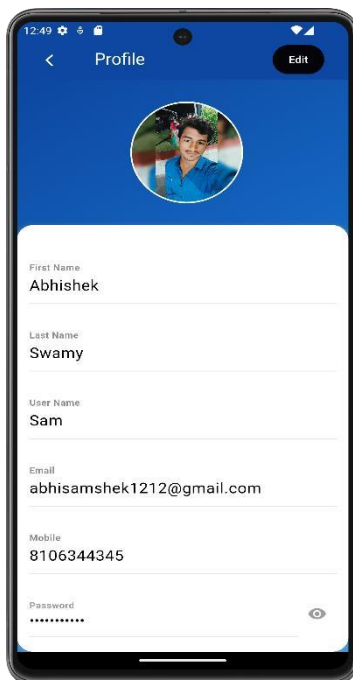 12:49
Profile
Edit
First Name
Abhishek
Last Name
Swamy
User Name
Sam
Email
abhisamshek1212@gmail.com
Mobile
8106344345
Password
•••••••••••